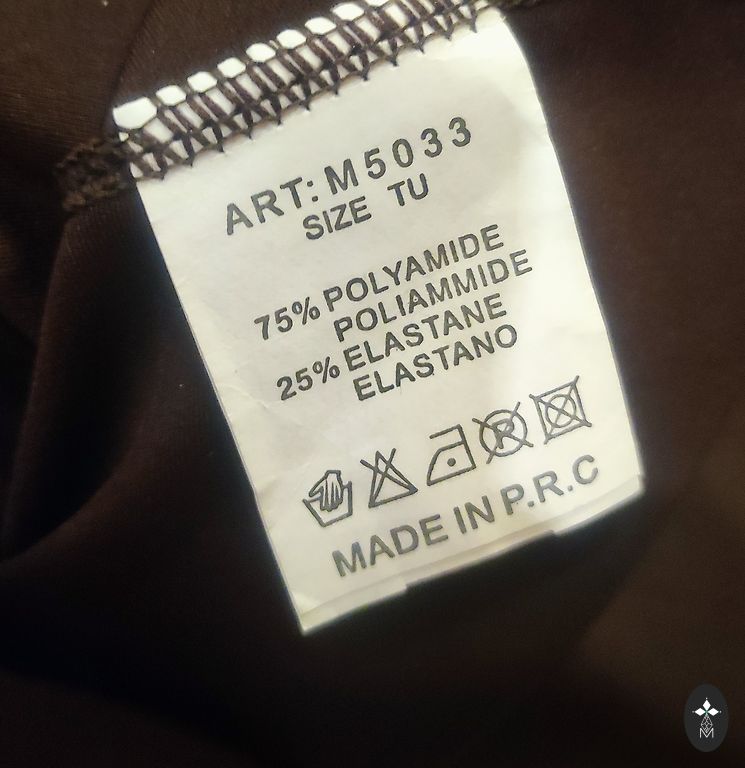 ART: M5033
SIZE TU
75% POLYAMIDE
POLIAMMIDE
25% ELASTANE
ELASTANO
P
MADE IN P.R.C
M